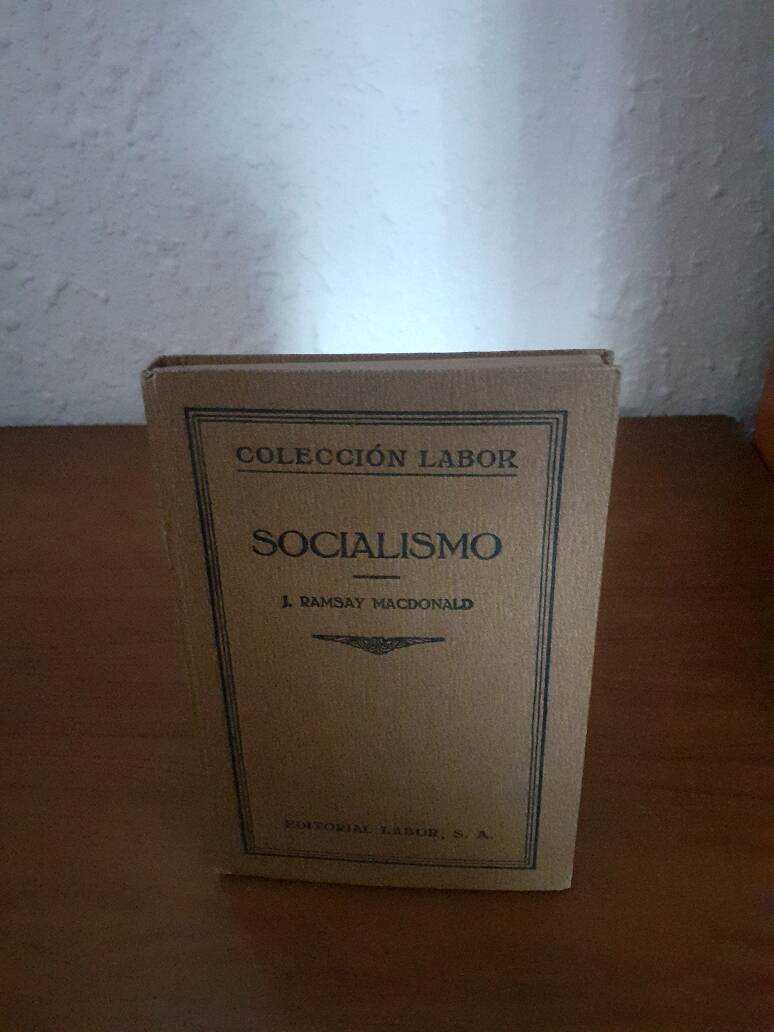 COLECCIÓN LABOR
SOCIALISMO
J. RAMSAY MACDONALD
EDITORIAL LABOR, S. A.